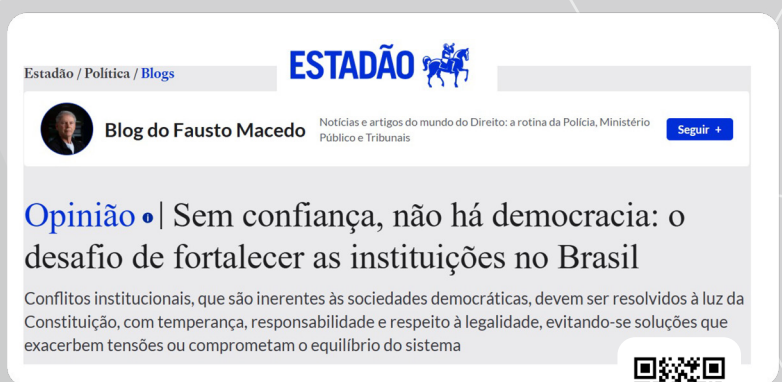 ESTADÃO
Estadão / Política / Blogs
Blog do Fausto Macedo
Notícias e artigos do mundo do Direito: a rotina da Polícia, Ministério
Público e Tribunais
Seguir +
Opinião i | Sem confiança, não há democracia: o
desafio de fortalecer as instituições no Brasil
Conflitos institucionais, que são inerentes às sociedades democráticas, devem ser resolvidos à luz da
Constituição, com temperança, responsabilidade e respeito à legalidade, evitando-se soluções que
exacerbem tensões ou comprometam o equilíbrio do sistema